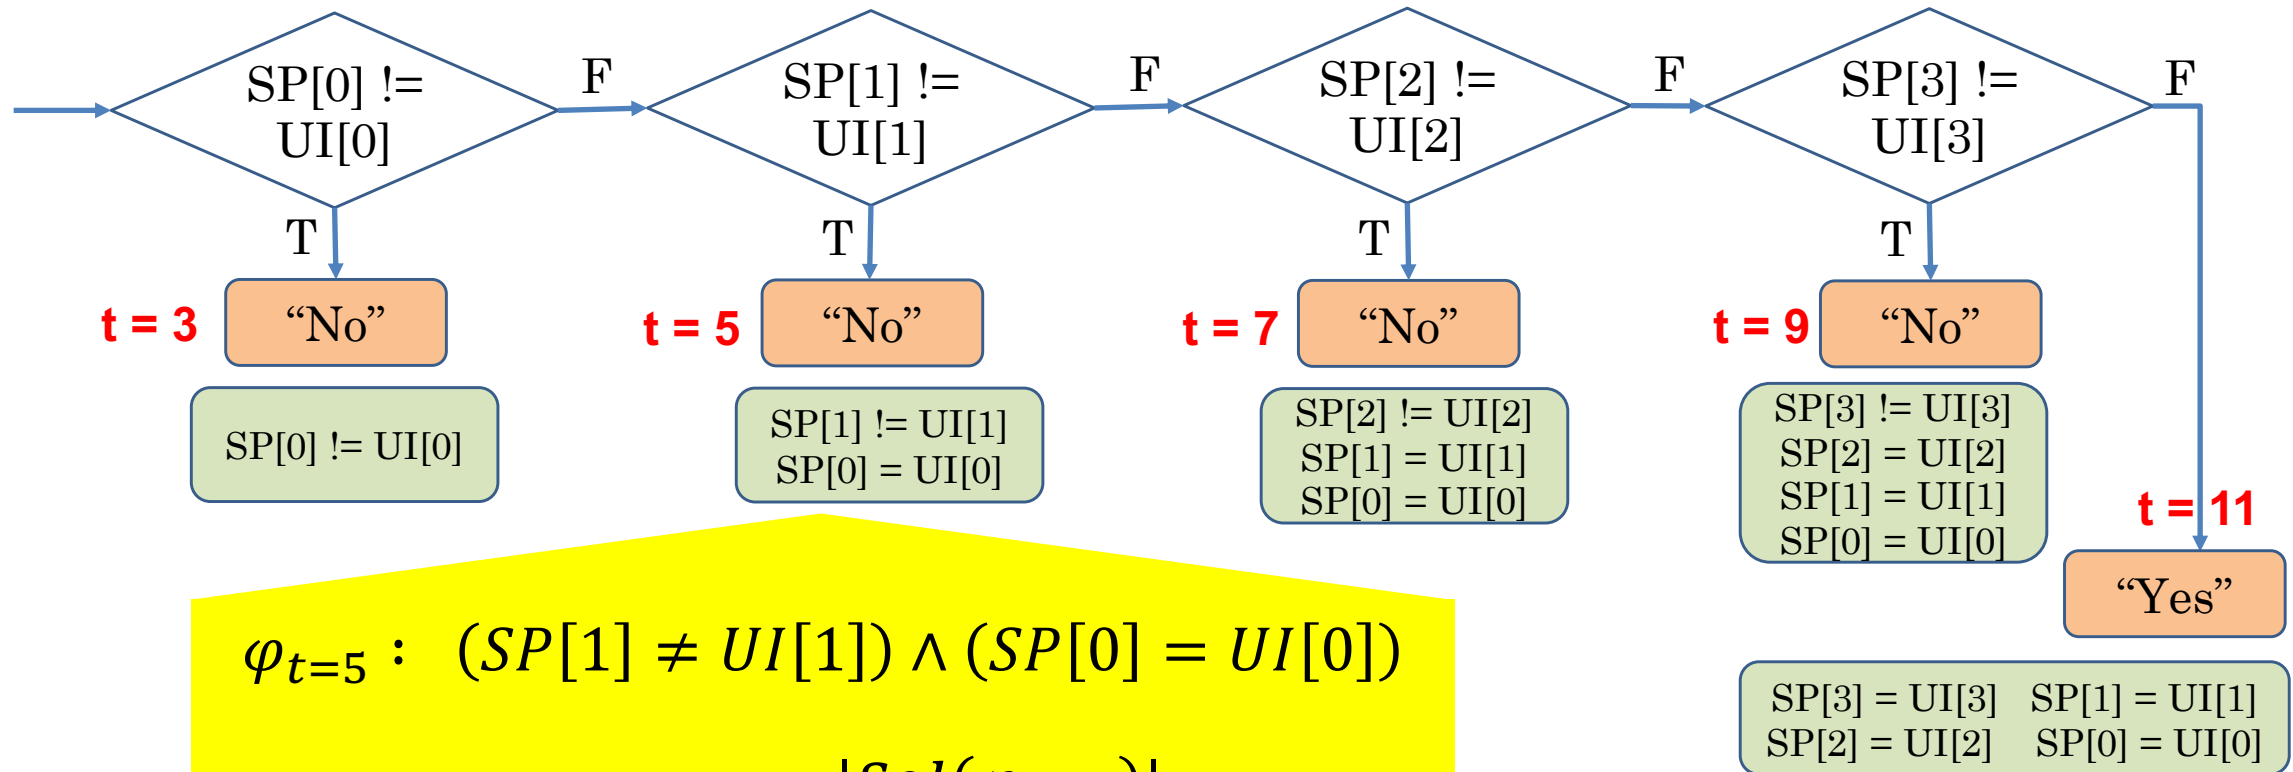 SP[0] !=
UI[0]
F
SP[1] !=
UI[1]
F
SP[2] !=
UI[2]
F
SP[3] !=
UI[3]
F
T
T
T
T
t = 3
“No”
t = 5
“No”
t = 7
“No”
t = 9
“No”
SP[0] != UI[0]
SP[1] != UI[1]
SP[0] = UI[0]
SP[2] != UI[2]
SP[1] = UI[1]
SP[0] = UI[0]
SP[3] != UI[3]
SP[2] = UI[2]
SP[1] = UI[1]
SP[0] = UI[0]
t = 11
“Yes”
φ_{t=5} : (SP[1] ≠ UI[1]) ∧ (SP[0] = UI[0])
SP[3] = UI[3] SP[1] = UI[1]
SP[2] = UI[2] SP[0] = UI[0]